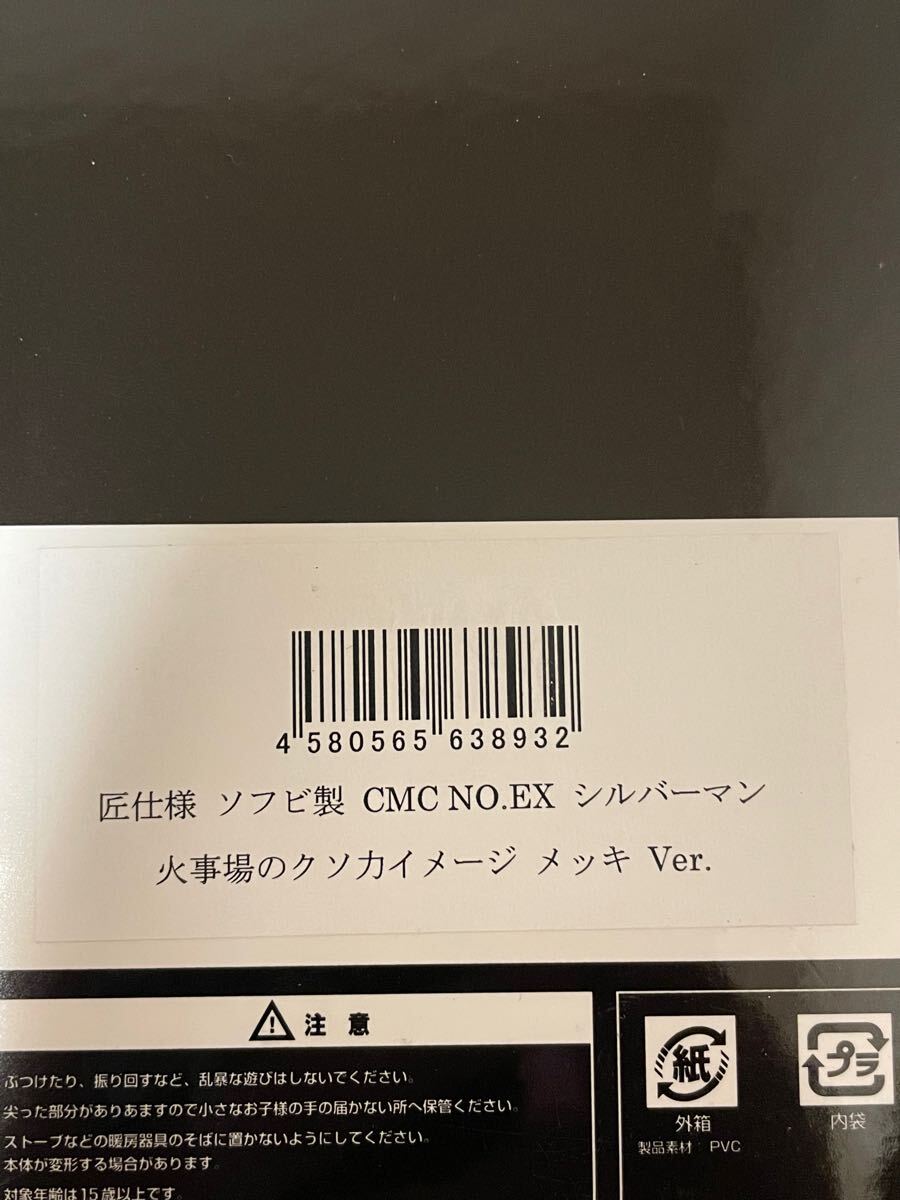 4 580565 638932
匠仕様 ソフビ製 CMC NO.EX シルバーマン
火事場のクソ力イメージ メッキ Ver.
注 意
ぶつけたり、振り回すなど、乱暴な遊びはしないでください。
尖った部分がありあますので小さなお子様の手の届かない所へ保管ください。
ストーブなどの暖房器具のそばに置かないようにしてください。
本体が変形する場合があります。
対象年齢は15歳以上です。
紙
外箱
製品素材：PVC
プラ
内袋